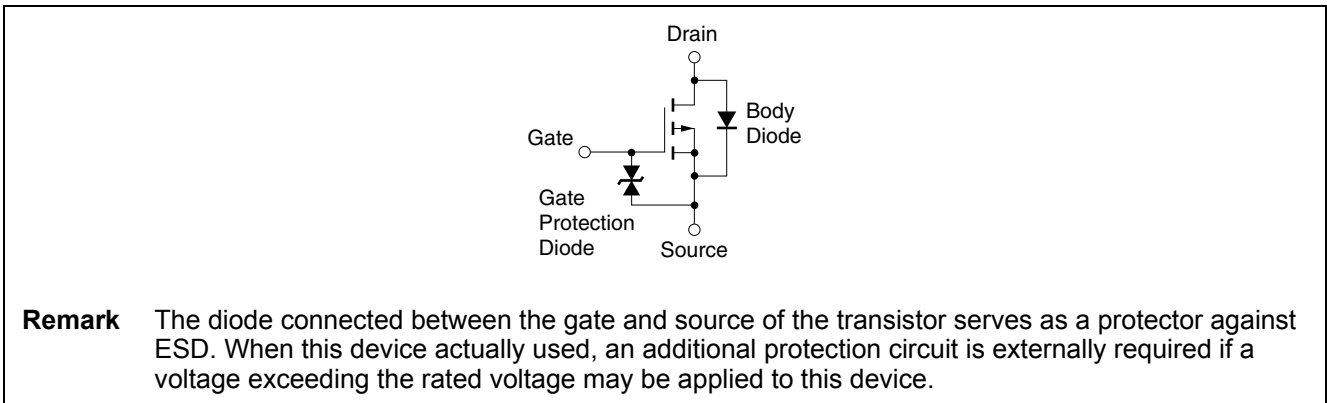 Drain
Body
Diode
Gate
Gate
Protection
Diode
Source
Remark The diode connected between the gate and source of the transistor serves as a protector against
ESD. When this device actually used, an additional protection circuit is externally required if a
voltage exceeding the rated voltage may be applied to this device.